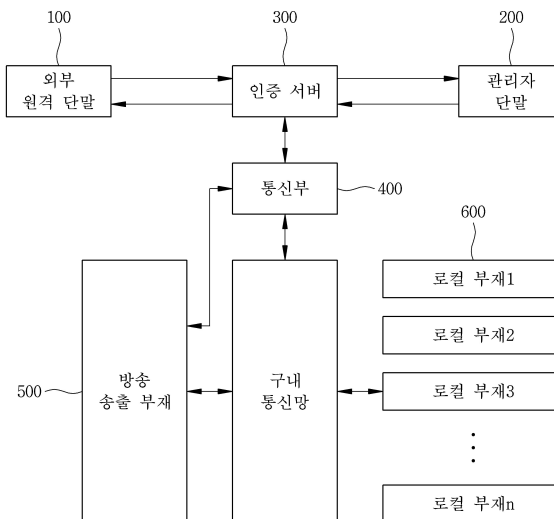 100
300
200
외부
원격 단말
인증 서버
관리자
단말
통신부
400
600
로컬 부재1
로컬 부재2
500
방송
송출 부재
구내
통신망
로컬 부재3
로컬 부재n